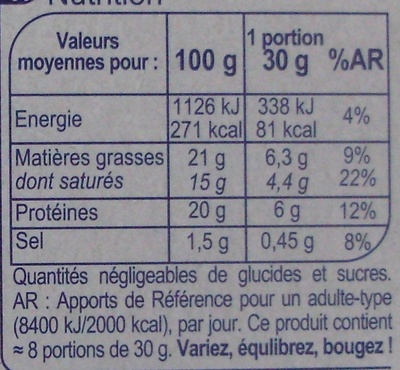 Nutrition
Valeurs moyennes pour : 100 g 1 portion 30 g %AR
Energie 1126 kJ 338 kJ 4%
271 kcal 81 kcal
Matières grasses 21 g 6,3 g 9%
dont saturés 15 g 4,4 g 22%
Protéines 20 g 6 g 12%
Sel 1,5 g 0,45 g 8%
Quantités négligeables de glucides et sucres.
AR : Apports de Référence pour un adulte-type
(8400 kJ/2000 kcal), par jour. Ce produit contient
≈ 8 portions de 30 g. Variez, équlibrez, bougez !